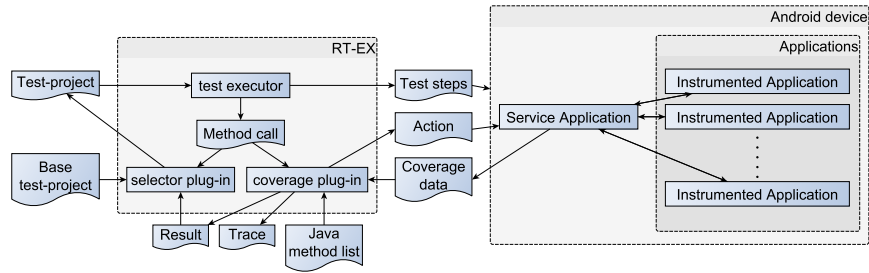 Android device
RT-EX
Applications
Test-project
test executor
Test steps
Instrumented Application
Service Application
Instrumented Application
Method call
Action
Base
test-project
selector plug-in
coverage plug-in
Coverage
data
Instrumented Application
Result
Trace
Java
method list